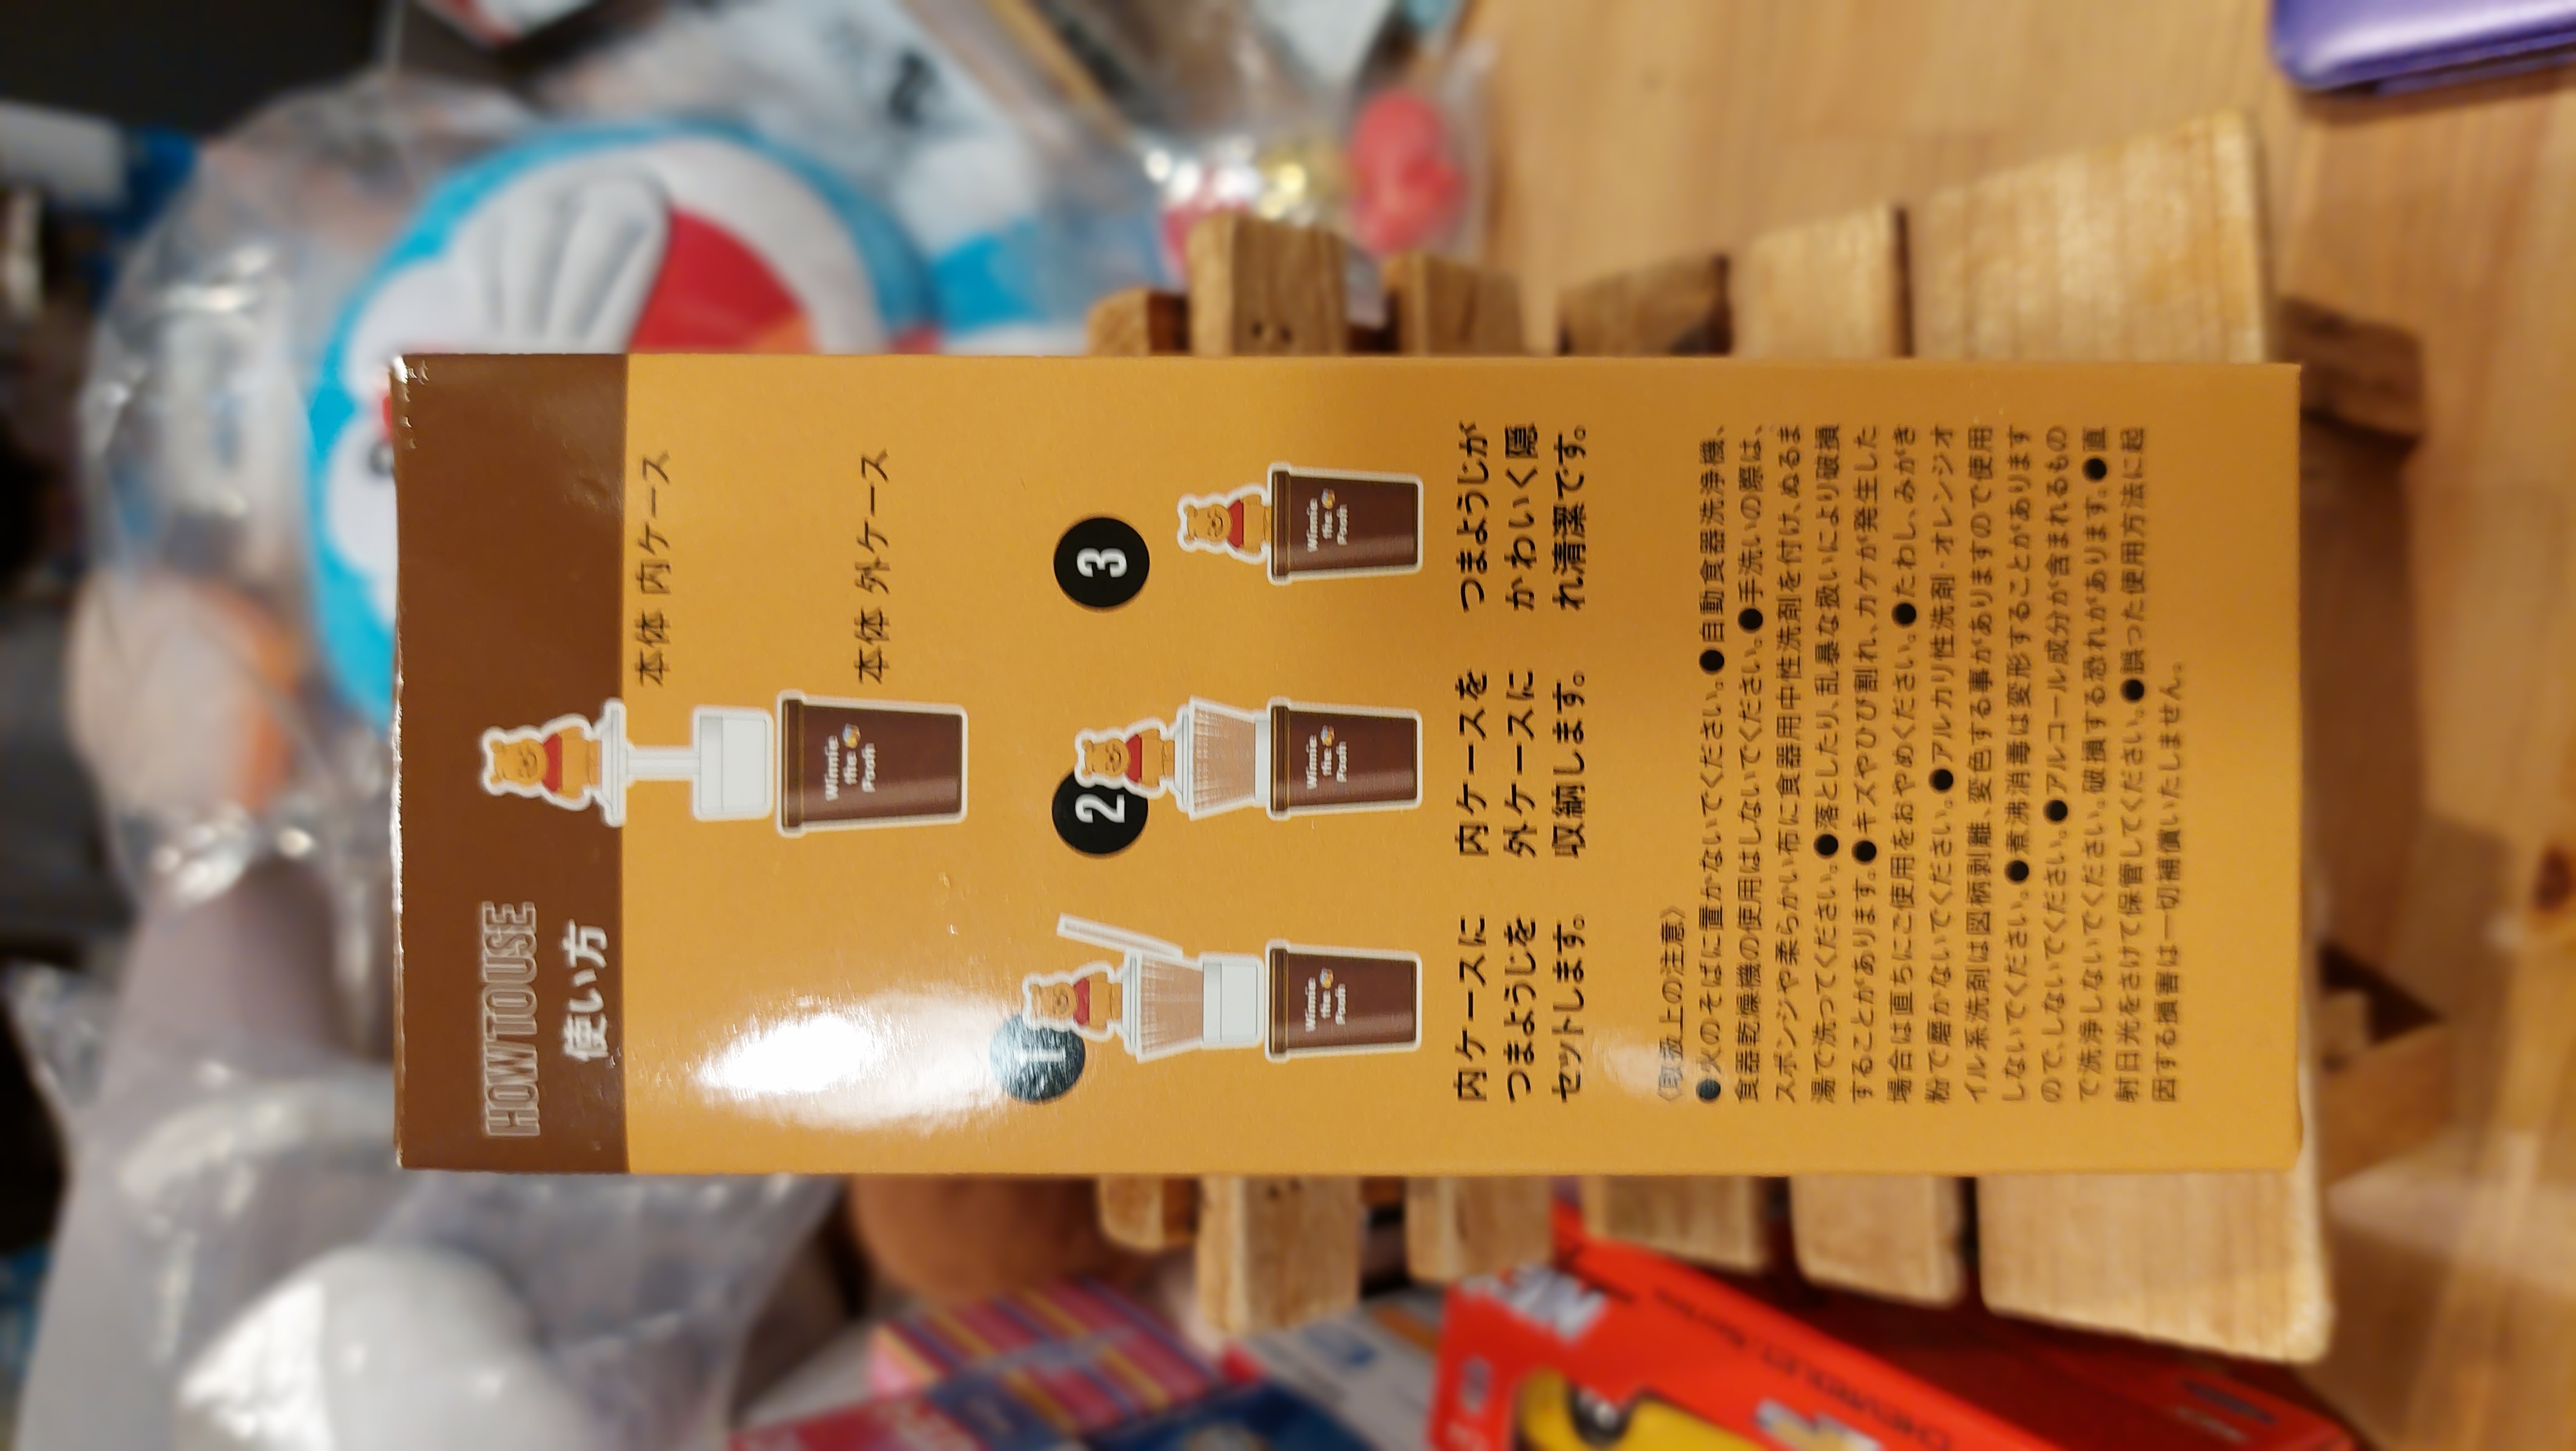 HOW TO USE
使い方
本体 内ケース
Winnie
the
Pooh
本体 外ケース
1
Winnie
the
Pooh
内ケースに
つまようじを
セットします。
2
Winnie
the
Pooh
内ケースを
外ケースに
収納します。
3
Winnie
the
Pooh
つまようじが
かわいく隠
れ清潔です。
〈取扱上の注意〉
●火のそばに置かないでください。●自動食器洗浄機、
食器乾燥機の使用はしないでください。●手洗いの際は、
スポンジや柔らかい布に食器用中性洗剤を付け、ぬるま
湯で洗ってください。●落としたり、乱暴な扱いにより破損
することがあります。●キズやひび割れ、カケが発生した
場合は直ちにご使用をおやめください。●たわし、みがき
粉で磨かないでください。●アルカリ性洗剤・オレンジオ
イル系洗剤は図柄剥離、変色する事がありますので使用
しないでください。●煮沸消毒は変形することがあります
ので、しないでください。●アルコール成分が含まれるもの
で洗浄しないでください。破損する恐れがあります。●直
射日光をさけて保管してください。●誤った使用方法に起
因する損害は一切補償いたしません。
CHEVROLET